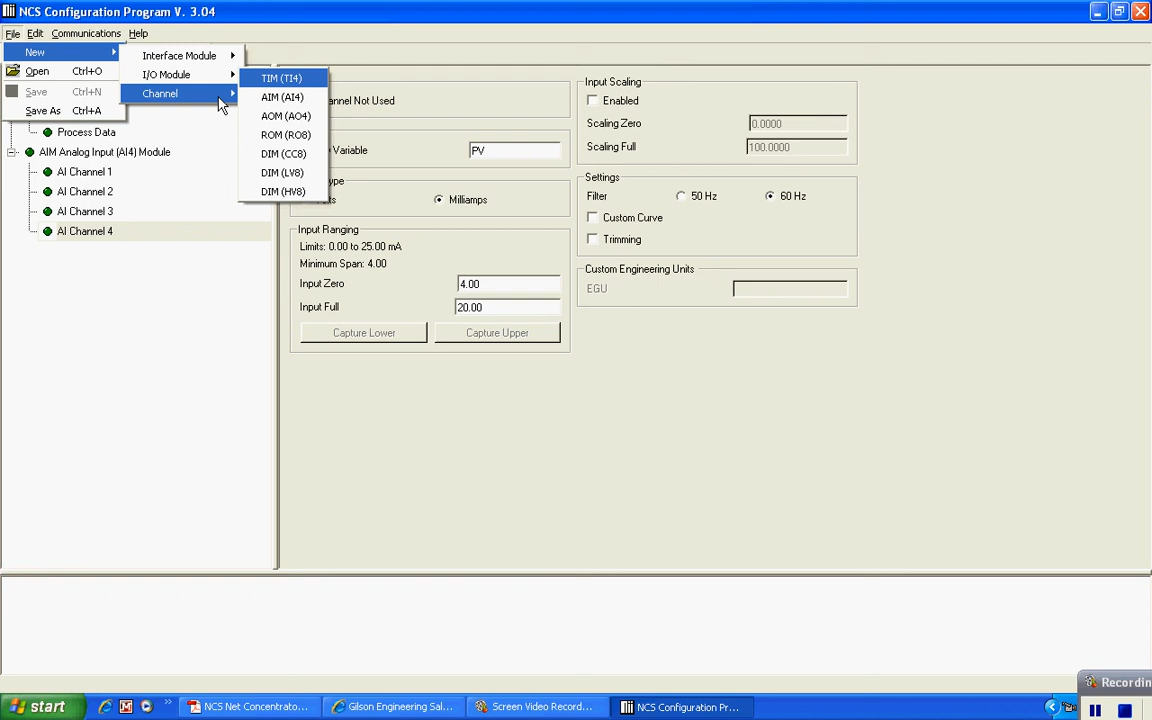 NCS Configuration Program V. 3.04
File Edit Communications Help
New
Open Ctrl+O
Save Ctrl+N
Save As Ctrl+A
Interface Module
I/O Module
Channel
TIM (TI4)
AIM (AI4)
AOM (AO4)
ROM (RO8)
DIM (CC8)
DIM (LV8)
DIM (HV8)
Process Data
AIM Analog Input (AI4) Module
AI Channel 1
AI Channel 2
AI Channel 3
AI Channel 4
annel Not Used
Variable PV
ype
Milliamps
Input Ranging
Limits: 0.00 to 25.00 mA
Minimum Span: 4.00
Input Zero 4.00
Input Full 20.00
Capture Lower Capture Upper
Input Scaling
Enabled
Scaling Zero 0.0000
Scaling Full 100.0000
Settings
Filter 50 Hz 60 Hz
Custom Curve
Trimming
Custom Engineering Units
EGU
Recordin
start
NCS Net Concentrato...
Gilson Engineering Sal...
Screen Video Record...
NCS Configuration Pr...